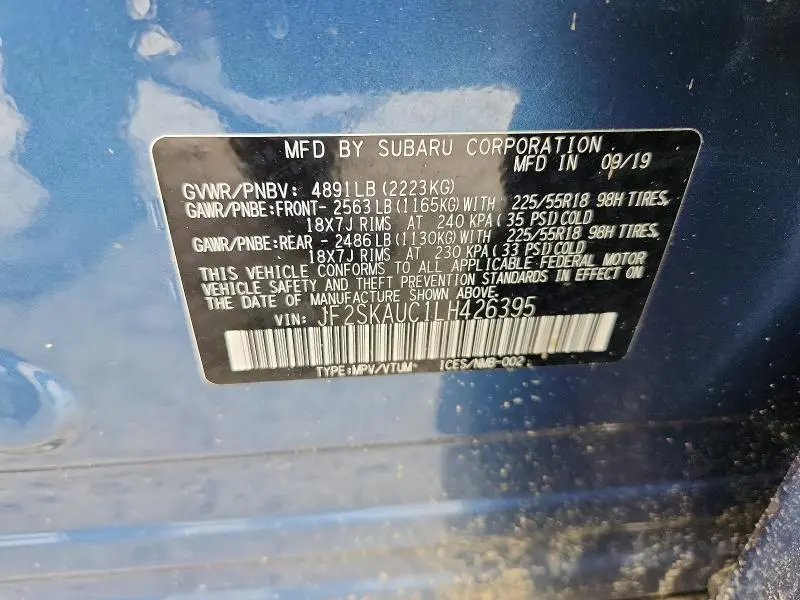 MFD BY SUBARU CORPORATION
MFD IN 09/19
GVWR/PNBV: 4891LB (2223KG)
GAWR/PNBE:FRONT- 2563LB (1165KG) WITH 225/55R18 98H TIRES,
18X7J RIMS AT 240 KPA (35 PSI) COLD
GAWR/PNBE:REAR - 2486LB (1130KG) WITH 225/55R18 98H TIRES,
18X7J RIMS AT 230 KPA (33 PSI) COLD
THIS VEHICLE CONFORMS TO ALL APPLICABLE FEDERAL MOTOR
VEHICLE SAFETY AND THEFT PREVENTION STANDARDS IN EFFECT ON
THE DATE OF MANUFACTURE SHOWN ABOVE.
VIN: JF2SKAUC1LH426395
TYPE:MPV/VTUM ICES/NMB-002